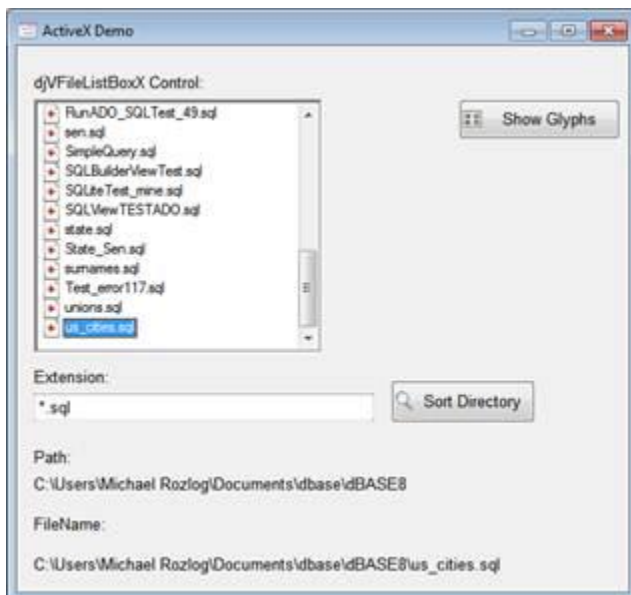 ActiveX Demo
djVFileListBoxX Control:
RunADO_SQLTest_49.sql
Show Glyphs
sen.sql
SimpleQuery.sql
SQLBuilderViewTest.sql
SQLiteTest_mine.sql
SQLViewTESTADO.sql
state.sql
State_Sen.sql
surnames.sql
Test_error117.sql
unions.sql
us_cities.sql
Extension:
*.sql
Sort Directory
Path:
C:\Users\Michael Rozlog\Documents\dbase\dBASE8
FileName:
C:\Users\Michael Rozlog\Documents\dbase\dBASE8\us_cities.sql